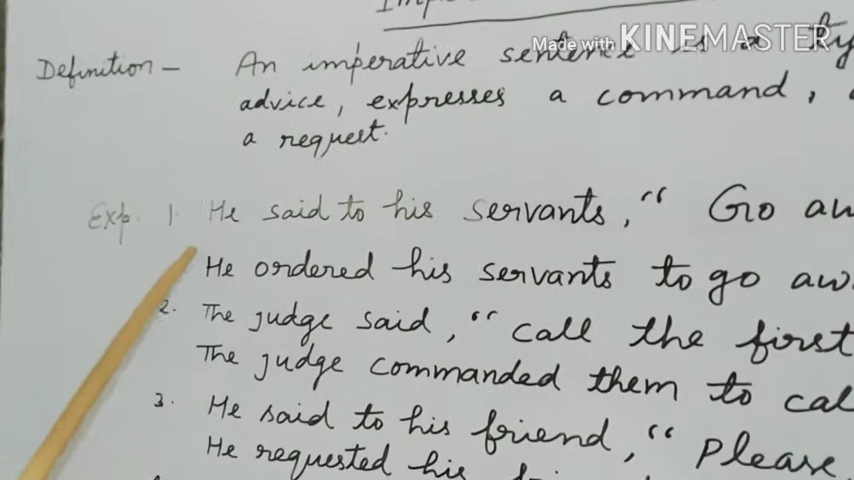 Made with KINEMASTER
Definition – An imperative sentence is a
advice, expresses a command,
a request.
Exp. 1. He said to his servants, “ Go
He ordered his servants to go
2. The judge said, “ call the first
The judge commanded them to
3. He said to his friend, “ Please
He requested his